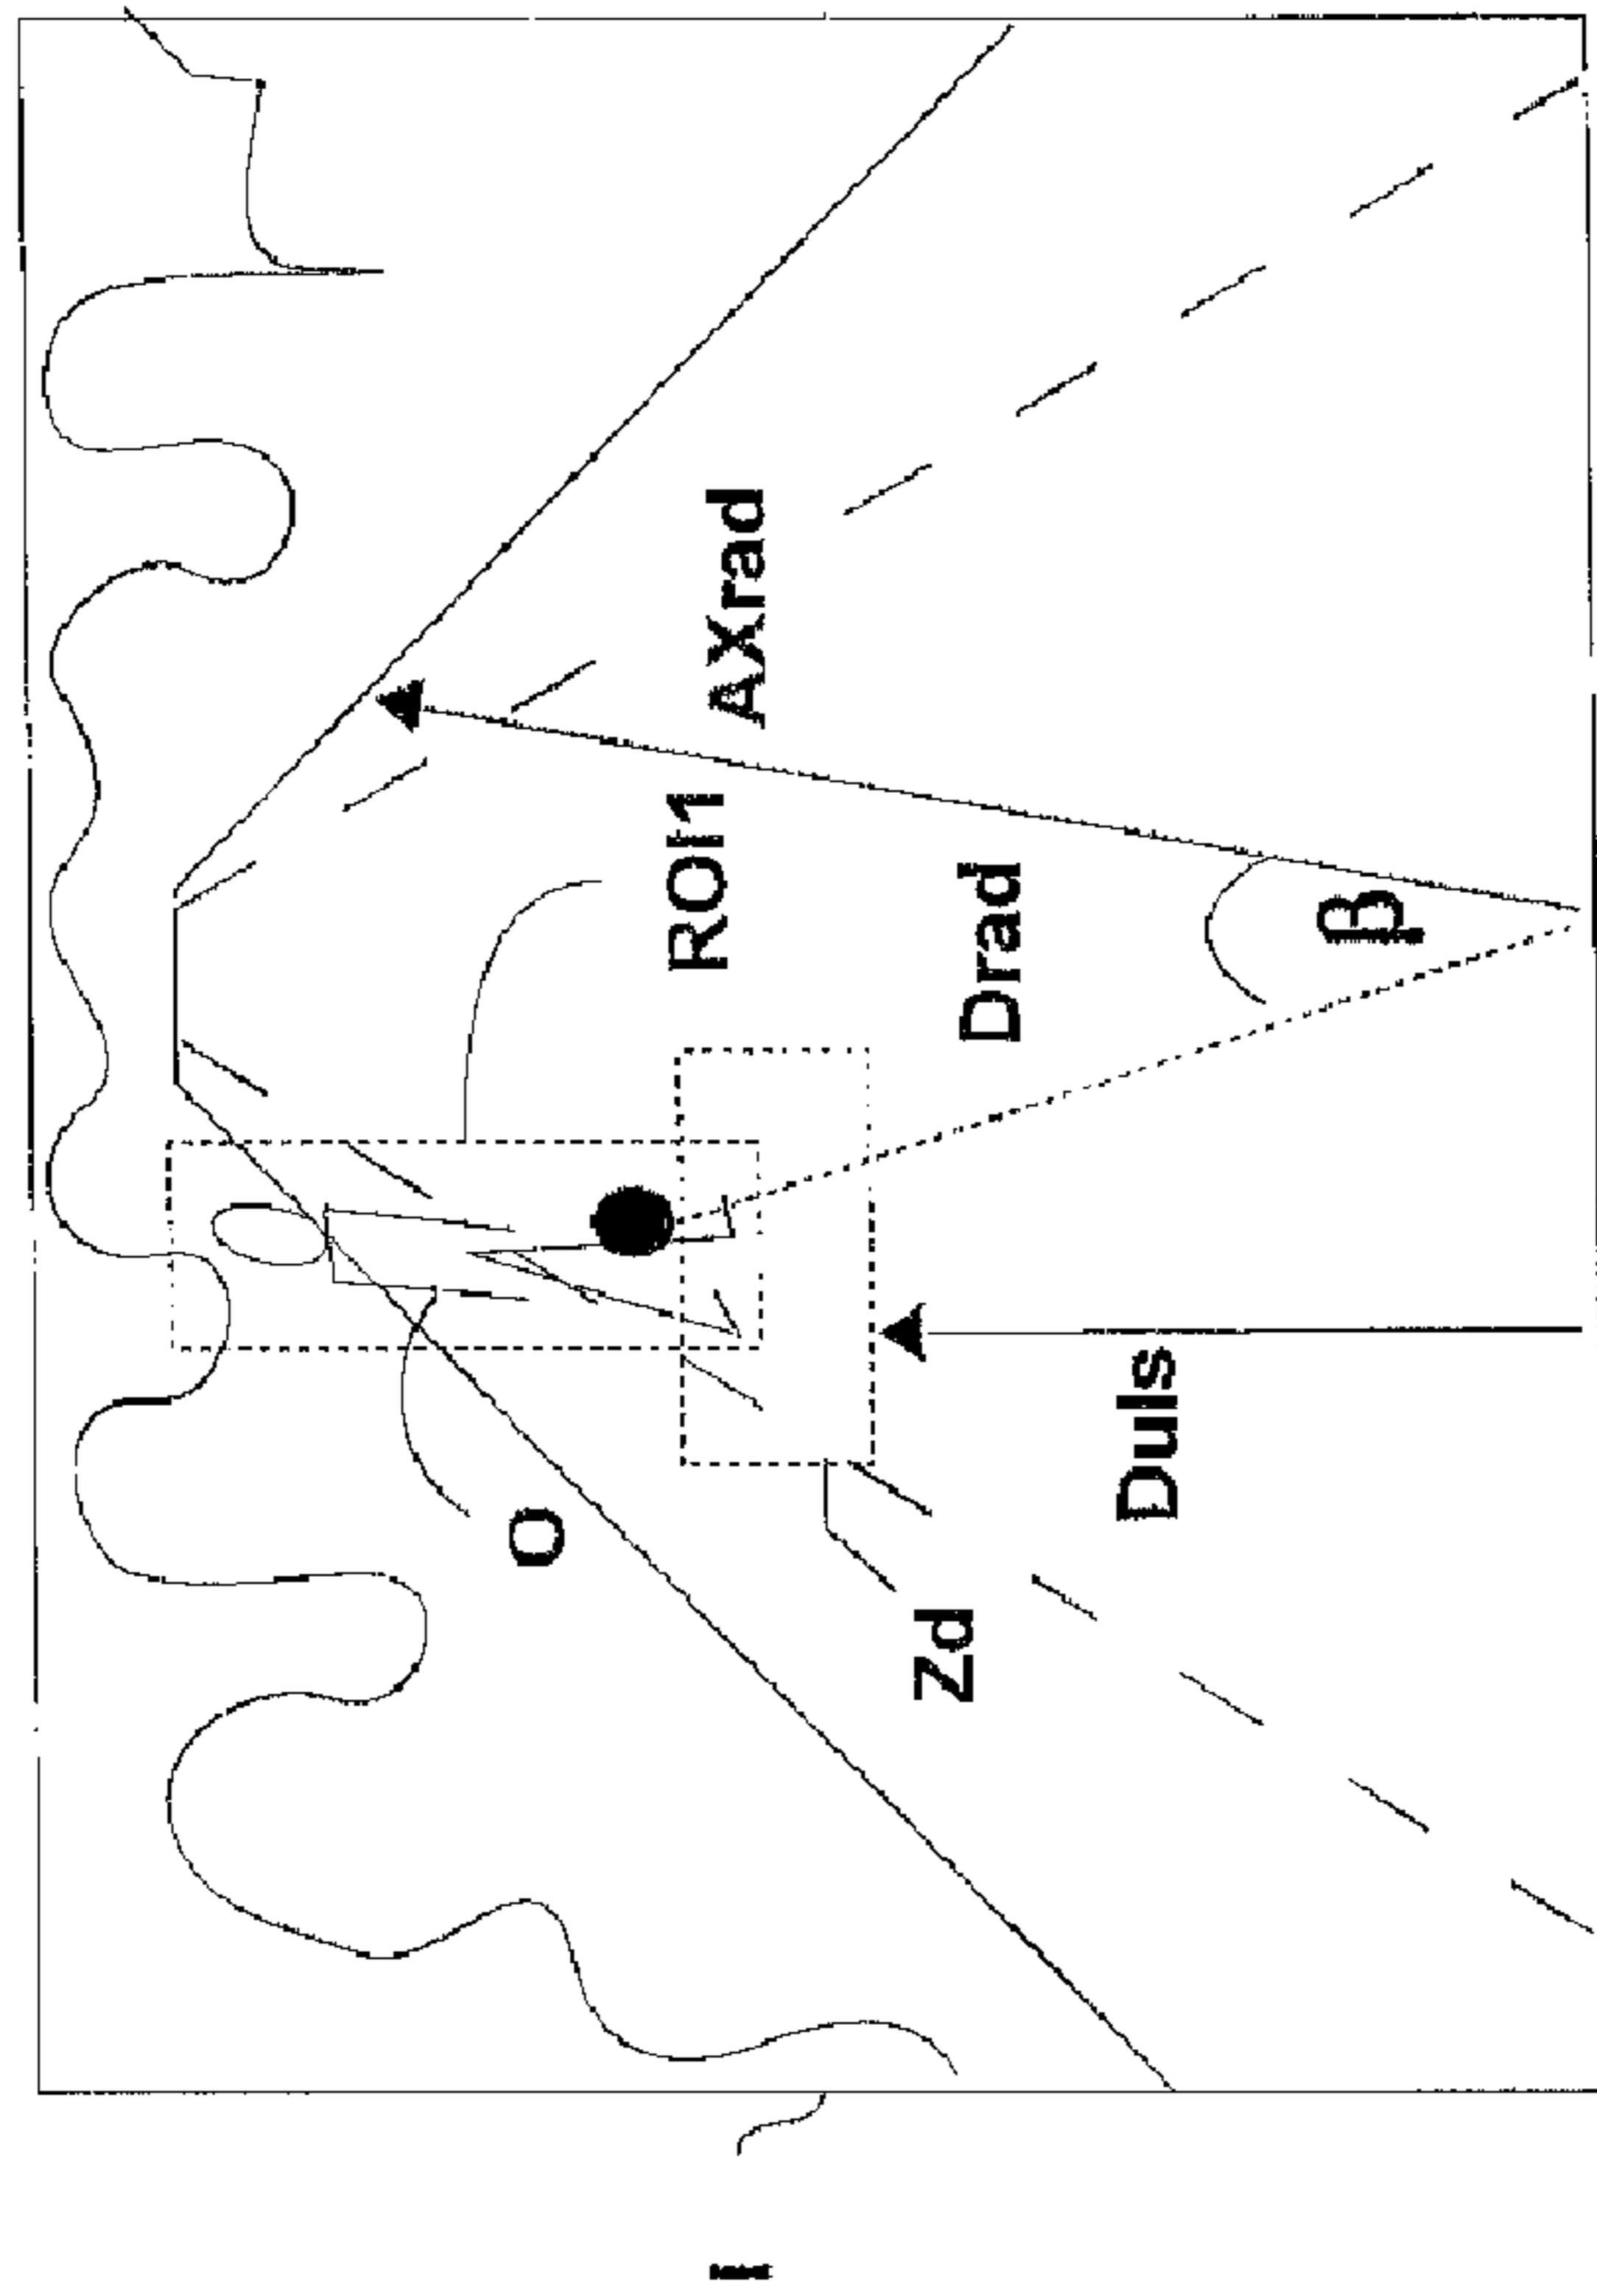 AXrad
ROI1
Drad
β
O
Zd
Duls
I